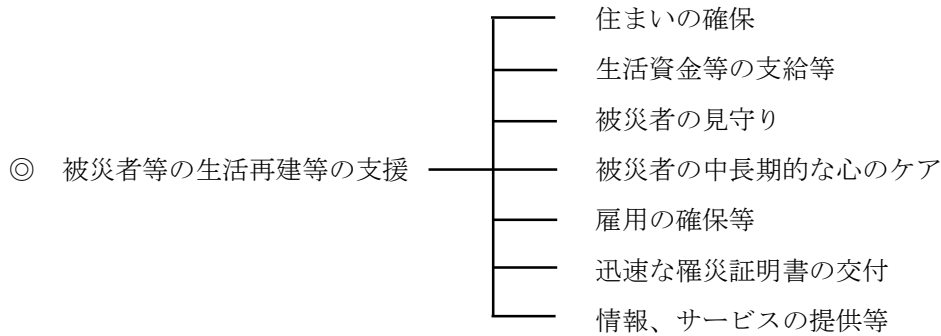 住まいの確保
生活資金等の支給等
被災者の見守り
◎ 被災者等の生活再建等の支援
被災者の中長期的な心のケア
雇用の確保等
迅速な罹災証明書の交付
情報、サービスの提供等